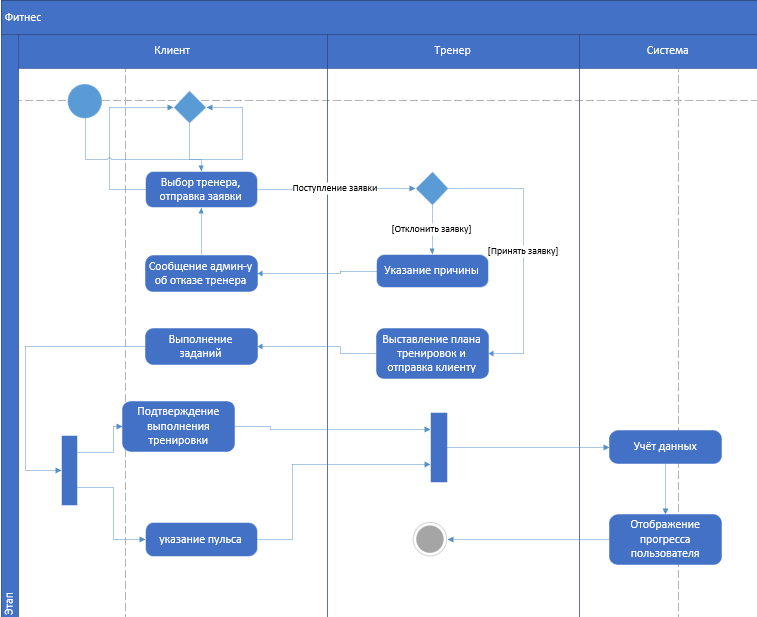 Фитнес
Клиент
Тренер
Система
Выбор тренера,
отправка заявки
Поступление заявки
[Отклонить заявку]
[Принять заявку]
Сообщение админ-у
об отказе тренера
Указание причины
Выполнение
заданий
Выставление плана
тренировок и
отправка клиенту
Подтверждение
выполнения
тренировки
Учёт данных
указание пульса
Отображение
прогресса
пользователя
Этап